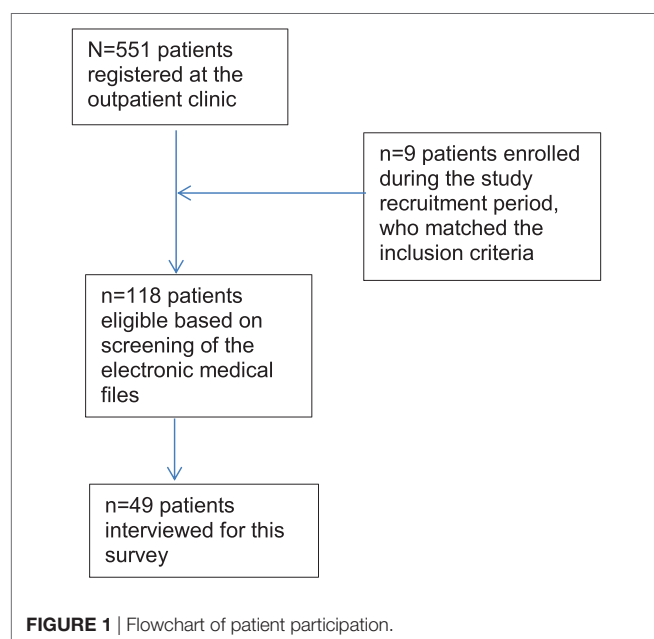 N=551 patients
registered at the
outpatient clinic
n=9 patients enrolled
during the study
recruitment period,
who matched the
inclusion criteria
n=118 patients
eligible based on
screening of the
electronic medical
files
n=49 patients
interviewed for this
survey
FIGURE 1 | Flowchart of patient participation.